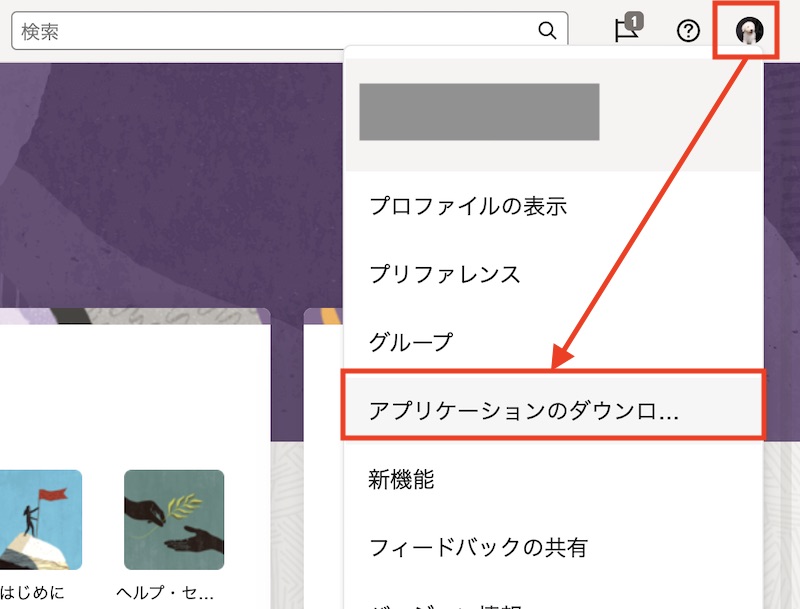 検索
1
プロファイルの表示
プリファレンス
グループ
アプリケーションのダウンロ...
新機能
フィードバックの共有
はじめに
ヘルプ・セ...